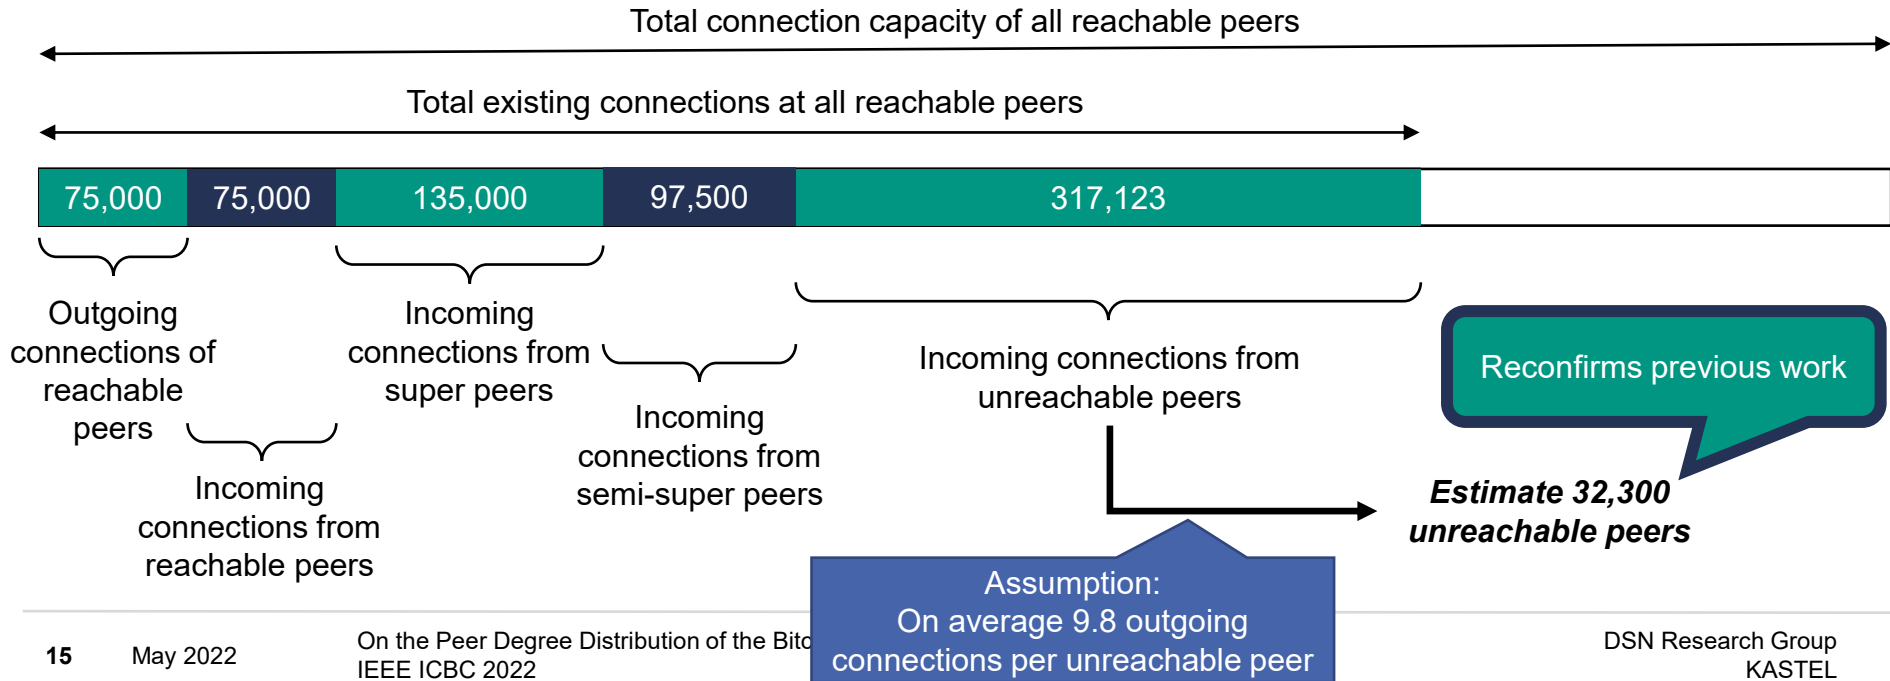 Total connection capacity of all reachable peers
Total existing connections at all reachable peers
75,000
75,000
135,000
97,500
317,123
Outgoing
connections of
reachable
peers
Incoming
connections from
reachable peers
Incoming
connections from
super peers
Incoming
connections from
semi-super peers
Incoming connections from
unreachable peers
Reconfirms previous work
Estimate 32,300
unreachable peers
Assumption:
On average 9.8 outgoing
connections per unreachable peer
15
May 2022
On the Peer Degree Distribution of the
IEEE ICBC 2022
DSN Research Group
KASTEL